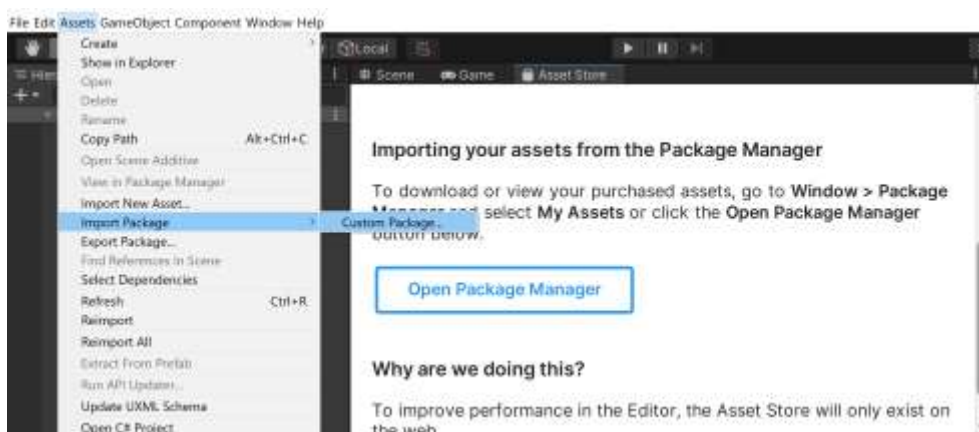 File Edit Assets GameObject Component Window Help
Create
Show in Explorer
Open
Delete
Rename
Copy Path Alt+Ctrl+C
Open Scene Additive
View in Package Manager
Import New Asset...
Import Package
Export Package...
Find References In Scene
Select Dependencies
Refresh Ctrl+R
Reimport
Reimport All
Extract From Prefab
Run API Updater...
Update UXML Schema
Open C# Project
Custom Package...
Local
Scene Game Asset Store
Importing your assets from the Package Manager
To download or view your purchased assets, go to Window > Package
select My Assets or click the Open Package Manager
button below.
Open Package Manager
Why are we doing this?
To improve performance in the Editor, the Asset Store will only exist on
the web